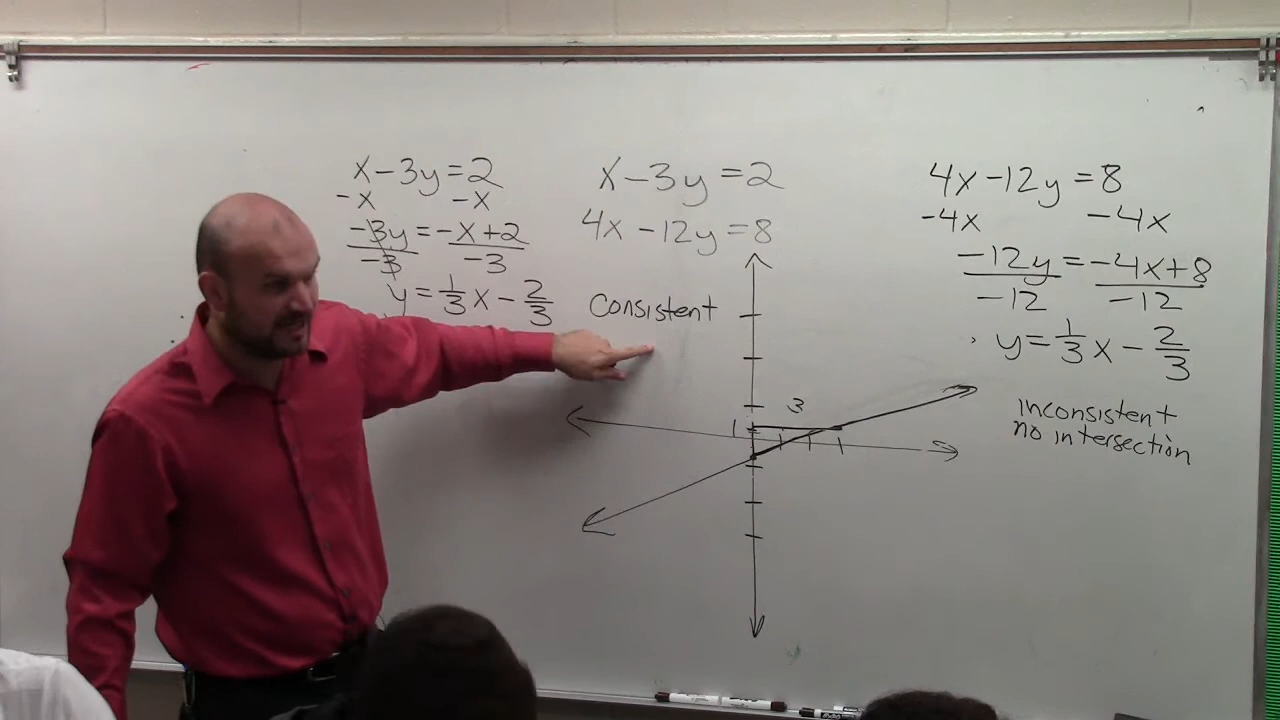 x-3y=2
-x -x
-3y=-x+2
-3 -3
y=1/3x-2/3
x-3y=2
4x-12y=8
Consistent
3
1
4x-12y=8
-4x -4x
-12y=-4x+8
-12 -12
y=1/3x-2/3
inconsistent
no intersection